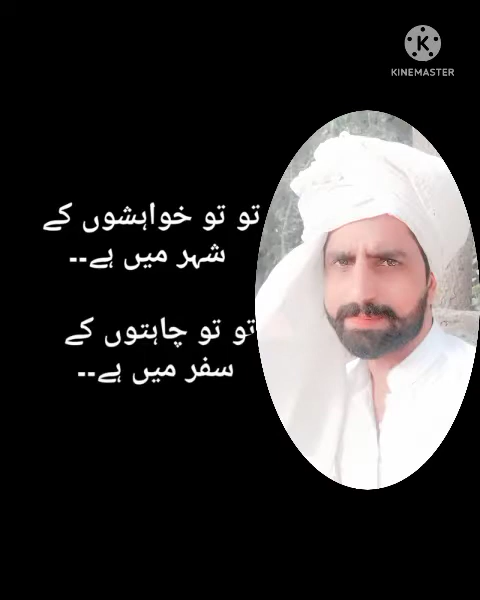 KINEMASTER
تو تو خواہشوں کے
شہر میں ہے--
تو تو چاہتوں کے
سفر میں ہے--